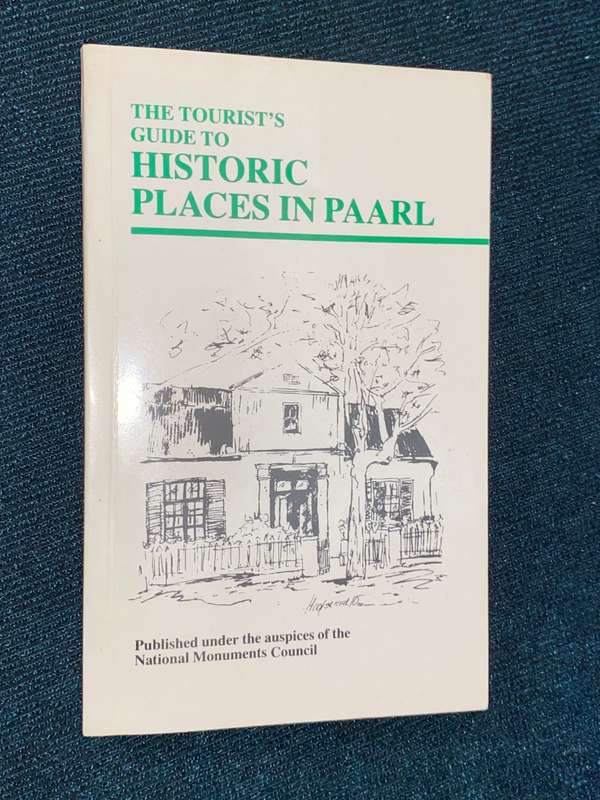 THE TOURIST'S
GUIDE TO
HISTORIC
PLACES IN PAARL
Published under the auspices of the
National Monuments Council